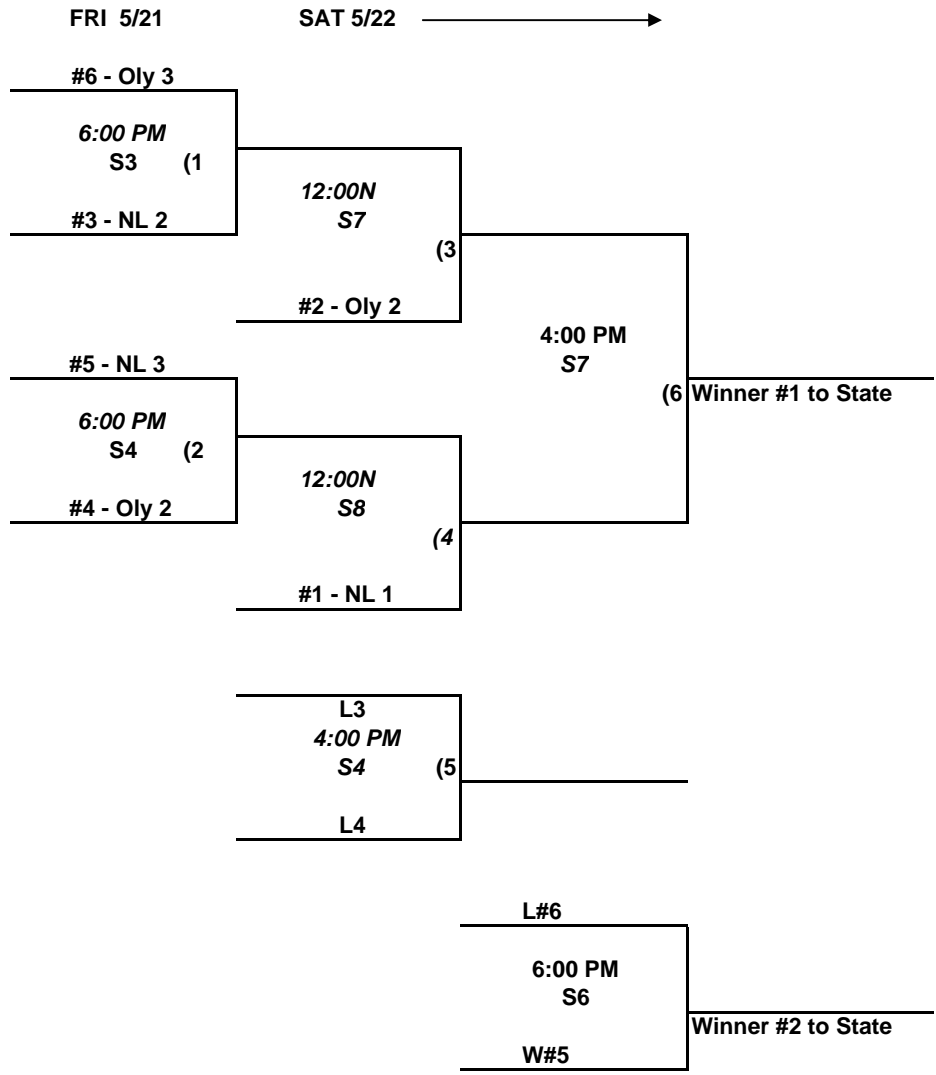 FRI 5/21 SAT 5/22
#6 - Oly 3
6:00 PM
S3 (1
#3 - NL 2
12:00N
S7
(3
#2 - Oly 2
4:00 PM
S7
(6 Winner #1 to State
#5 - NL 3
6:00 PM
S4 (2
#4 - Oly 2
12:00N
S8
(4
#1 - NL 1
L3
4:00 PM
S4 (5
L4
L#6
6:00 PM
S6
Winner #2 to State
W#5